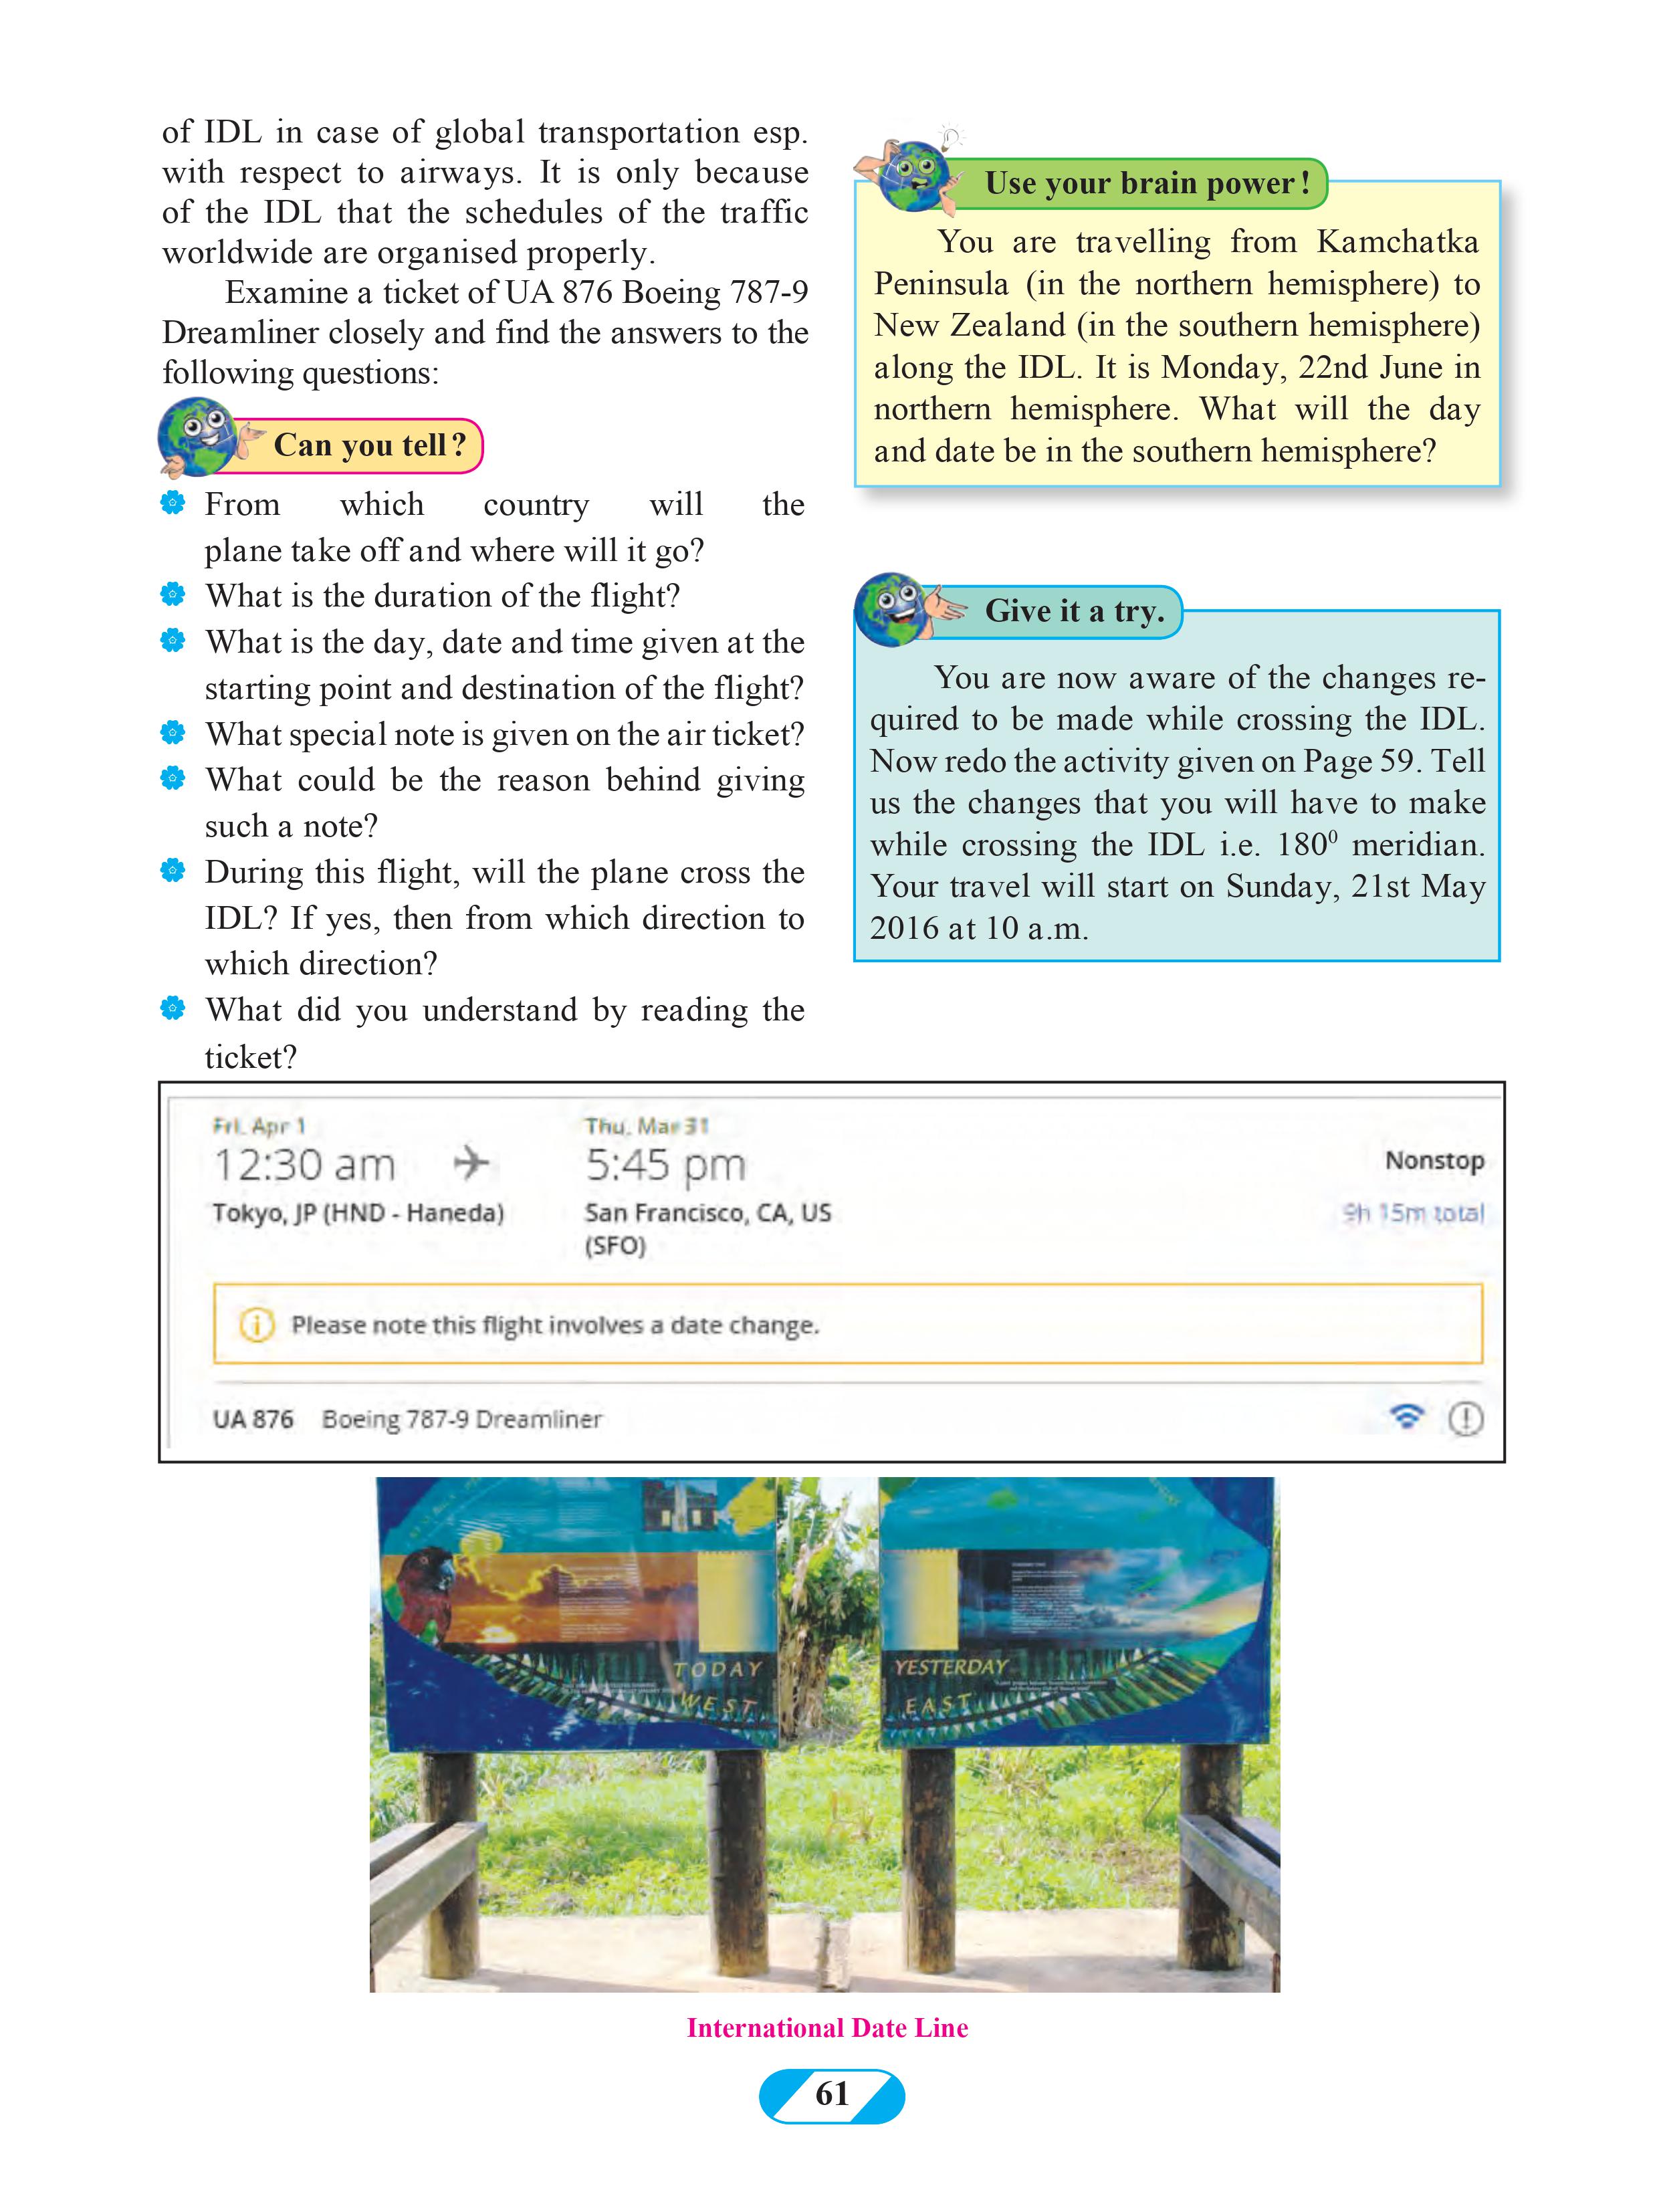 of IDL in case of global transportation esp.
with respect to airways. It is only because
of the IDL that the schedules of the traffic
worldwide are organised properly.
Examine a ticket of UA 876 Boeing 787-9
Dreamliner closely and find the answers to the
following questions:
Can you tell?
From which country will the
plane take off and where will it go?
What is the duration of the flight?
What is the day, date and time given at the
starting point and destination of the flight?
What special note is given on the air ticket?
What could be the reason behind giving
such a note?
During this flight, will the plane cross the
IDL? If yes, then from which direction to
which direction?
What did you understand by reading the
ticket?
Use your brain power!
You are travelling from Kamchatka
Peninsula (in the northern hemisphere) to
New Zealand (in the southern hemisphere)
along the IDL. It is Monday, 22nd June in
northern hemisphere. What will the day
and date be in the southern hemisphere?
Give it a try.
You are now aware of the changes re-
quired to be made while crossing the IDL.
Now redo the activity given on Page 59. Tell
us the changes that you will have to make
while crossing the IDL i.e. 180⁰ meridian.
Your travel will start on Sunday, 21st May
2016 at 10 a.m.
Fri, Apr 1
12:30 am
Tokyo, JP (HND - Haneda)
Thu, Mar 31
5:45 pm
San Francisco, CA, US
(SFO)
Nonstop
9h 15m total
Please note this flight involves a date change.
UA 876 Boeing 787-9 Dreamliner
TODAY
WEST
YESTERDAY
EAST
International Date Line
61